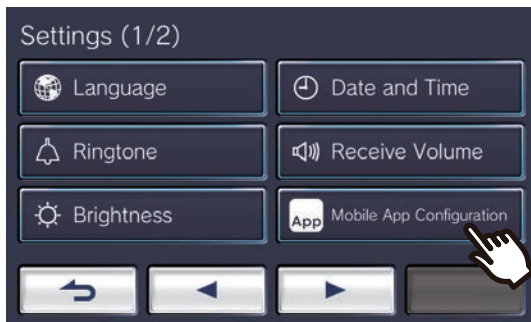 Settings (1/2)
Language
Date and Time
Ringtone
Receive Volume
Brightness
App Mobile App Configuration